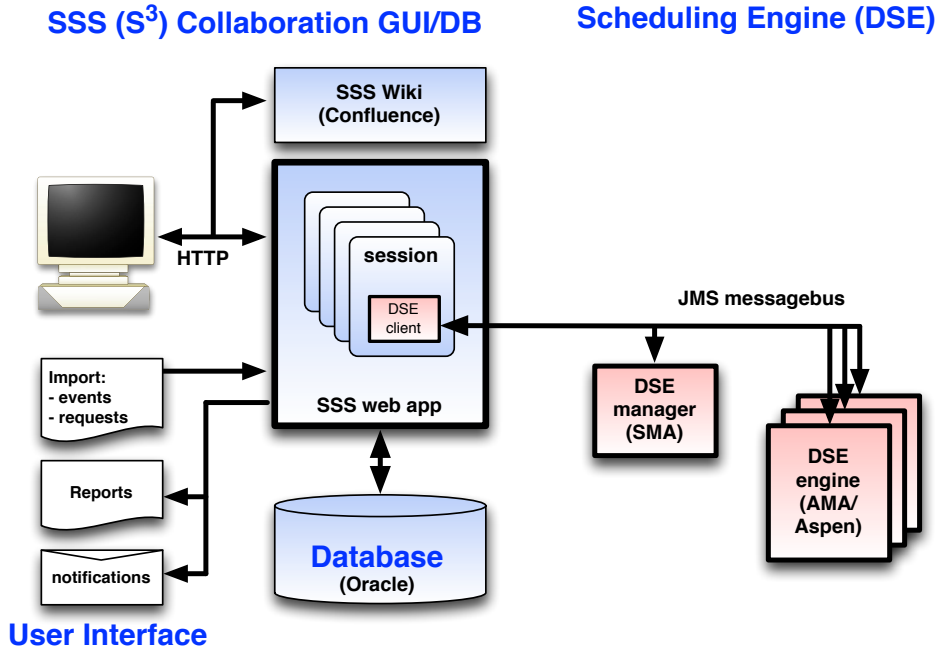 SSS (S³) Collaboration GUI/DB
Scheduling Engine (DSE)
SSS Wiki
(Confluence)
HTTP
session
DSE
client
SSS web app
JMS messagebus
DSE
manager
(SMA)
DSE
engine
(AMA/
Aspen)
Import:
- events
- requests
Reports
notifications
Database
(Oracle)
User Interface